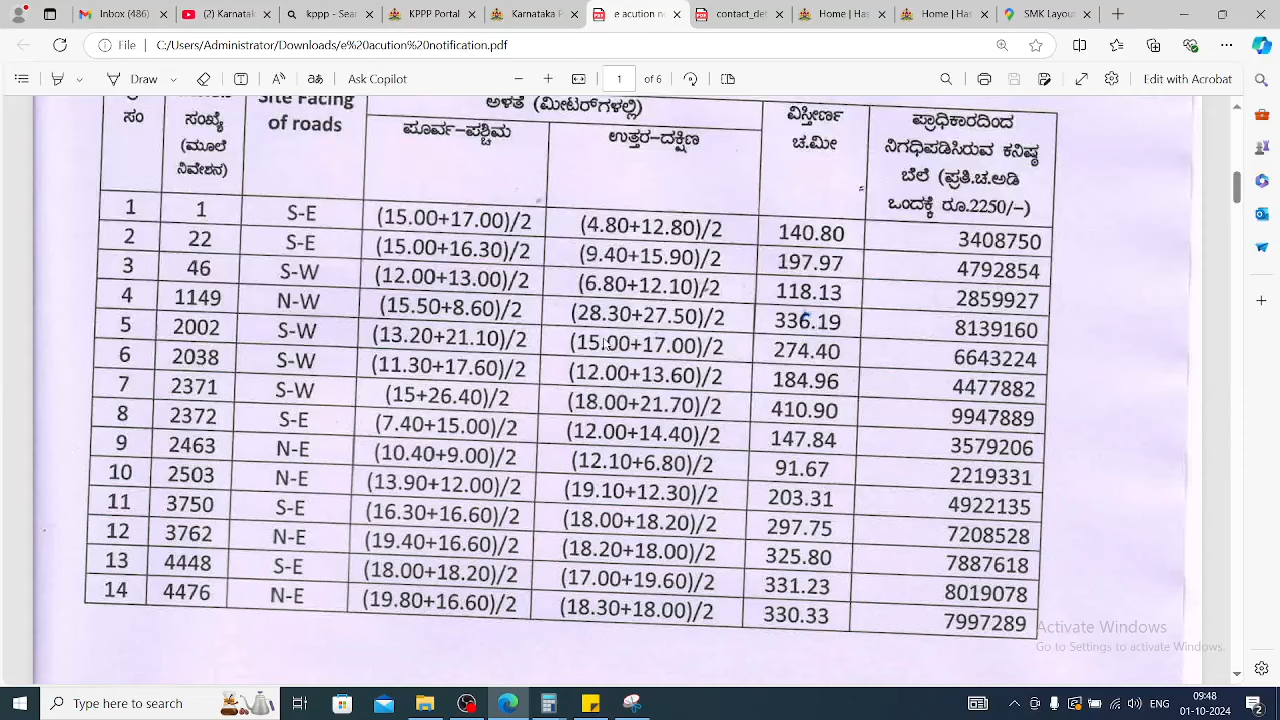 Karnatak
kppp - Se
KPPP Port
Karnataka P
e acution no
contact_det
Home | Has
Home | Has
SMK Layou
File C:/Users/Administrator/Downloads/e%20acution%20notification.pdf
Draw Ask Copilot 1 of 6 Edit with Acrobat
ಸಂ
ಸಂಖ್ಯೆ
(ಮೂಲೆ
ನಿವೇಶನ)
Site Facing
of roads
ಅಳತೆ (ಮೀಟರ್‌ಗಳಲ್ಲಿ)
ಪೂರ್ವ-ಪಶ್ಚಿಮ
ಉತ್ತರ-ದಕ್ಷಿಣ
ವಿಸ್ತೀರ್ಣ
ಚ.ಮೀ
ಪ್ರಾಧಿಕಾರದಿಂದ
ನಿಗಧಿಪಡಿಸಿರುವ ಕನಿಷ್ಠ
ಬೆಲೆ (ಪ್ರತಿ.ಚ.ಅಡಿ
ಒಂದಕ್ಕೆ ರೂ.2250/-)
1 1 S-E (15.00+17.00)/2 (4.80+12.80)/2 140.80 3408750
2 22 S-E (15.00+16.30)/2 (9.40+15.90)/2 197.97 4792854
3 46 S-W (12.00+13.00)/2 (6.80+12.10)/2 118.13 2859927
4 1149 N-W (15.50+8.60)/2 (28.30+27.50)/2 336.19 8139160
5 2002 S-W (13.20+21.10)/2 (15.00+17.00)/2 274.40 6643224
6 2038 S-W (11.30+17.60)/2 (12.00+13.60)/2 184.96 4477882
7 2371 S-W (15+26.40)/2 (18.00+21.70)/2 410.90 9947889
8 2372 S-E (7.40+15.00)/2 (12.00+14.40)/2 147.84 3579206
9 2463 N-E (10.40+9.00)/2 (12.10+6.80)/2 91.67 2219331
10 2503 N-E (13.90+12.00)/2 (19.10+12.30)/2 203.31 4922135
11 3750 S-E (16.30+16.60)/2 (18.00+18.20)/2 297.75 7208528
12 3762 N-E (19.40+16.60)/2 (18.20+18.00)/2 325.80 7887618
13 4448 S-E (18.00+18.20)/2 (17.00+19.60)/2 331.23 8019078
14 4476 N-E (19.80+16.60)/2 (18.30+18.00)/2 330.33 7997289
Activate Windows
Go to Settings to activate Windows.
Type here to search
09:48
01-10-2024
2